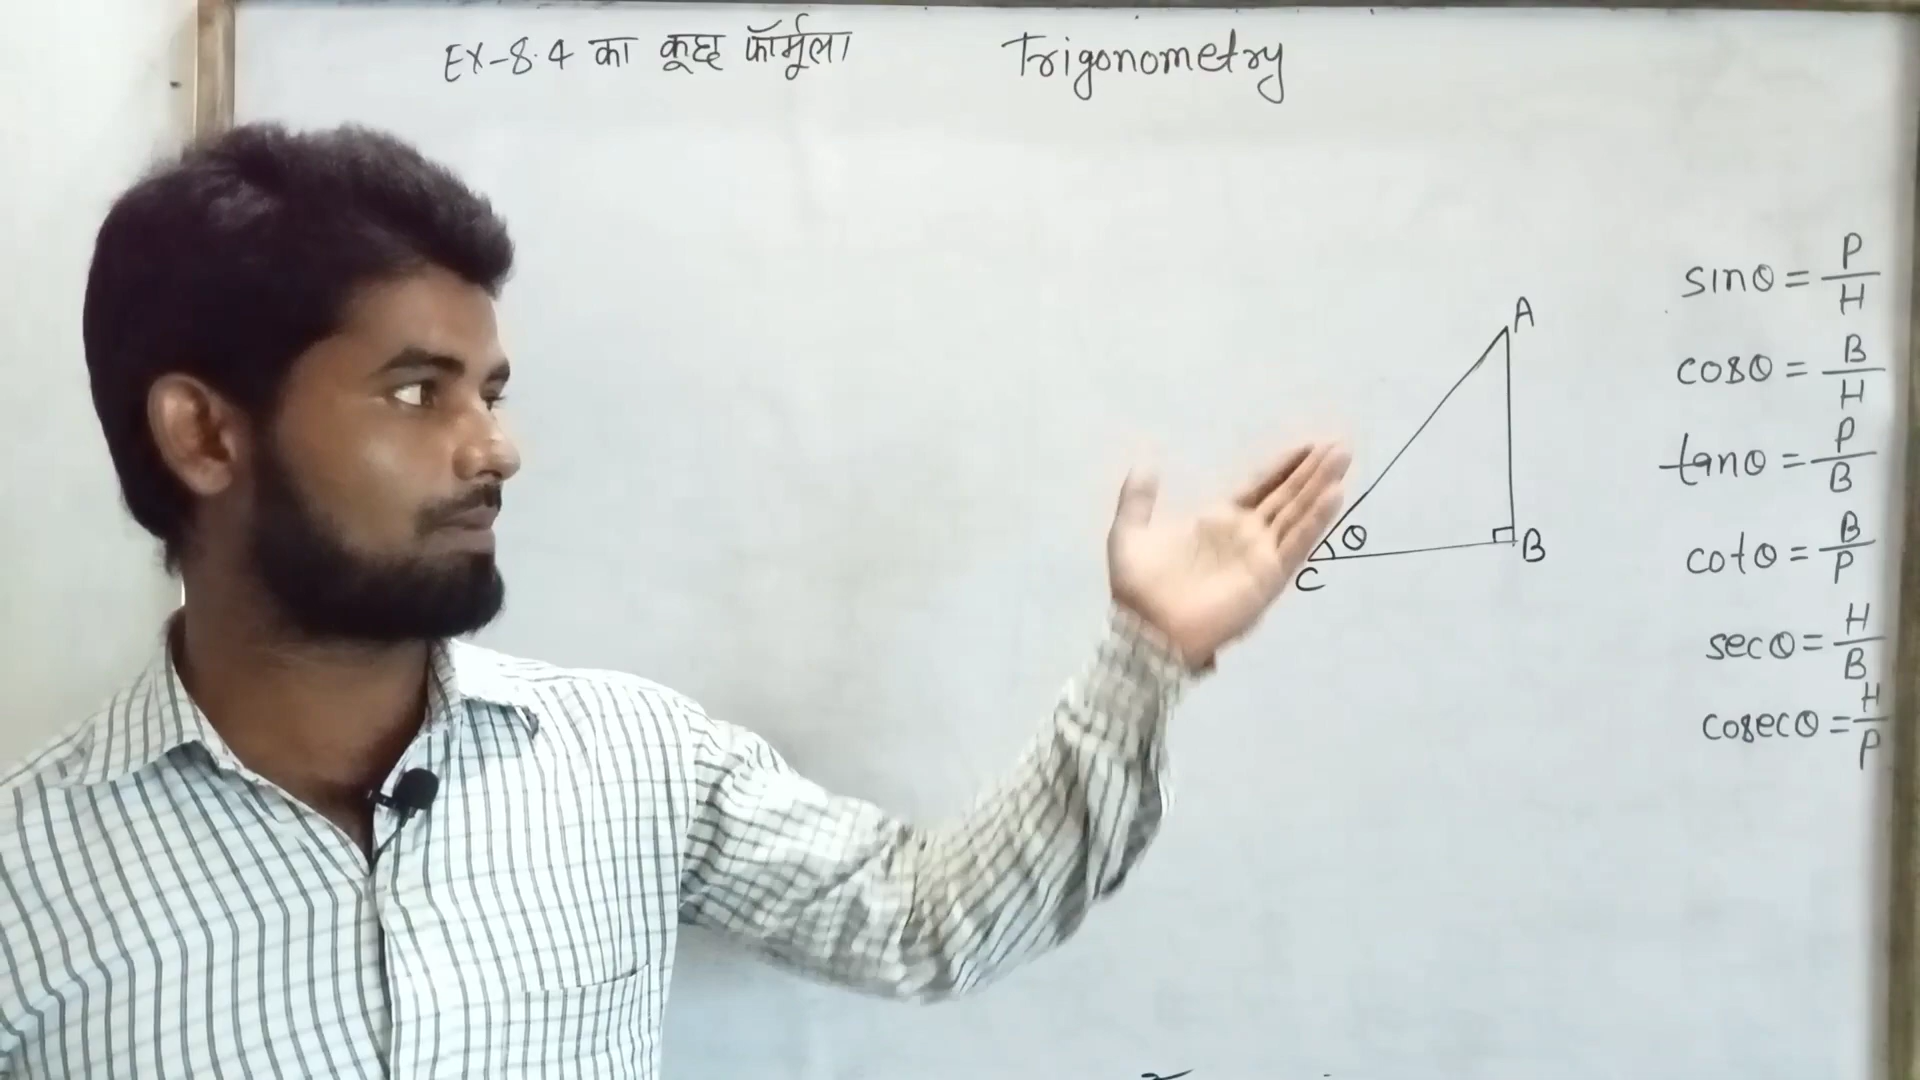 Ex-8.4 का कूछ फॉर्मूला Trigonometry
A
θ
B
C
sinθ = P/H
cosθ = B/H
tanθ = P/B
cotθ = B/P
secθ = H/B
cosecθ = H/P